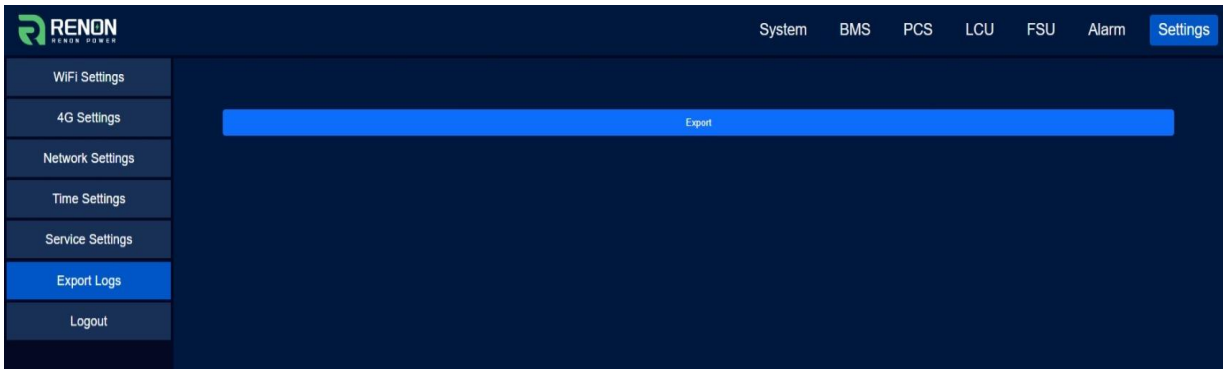 RENON
RENON POWER
System BMS PCS LCU FSU Alarm Settings
WiFi Settings
4G Settings
Network Settings
Time Settings
Service Settings
Export Logs
Logout
Export